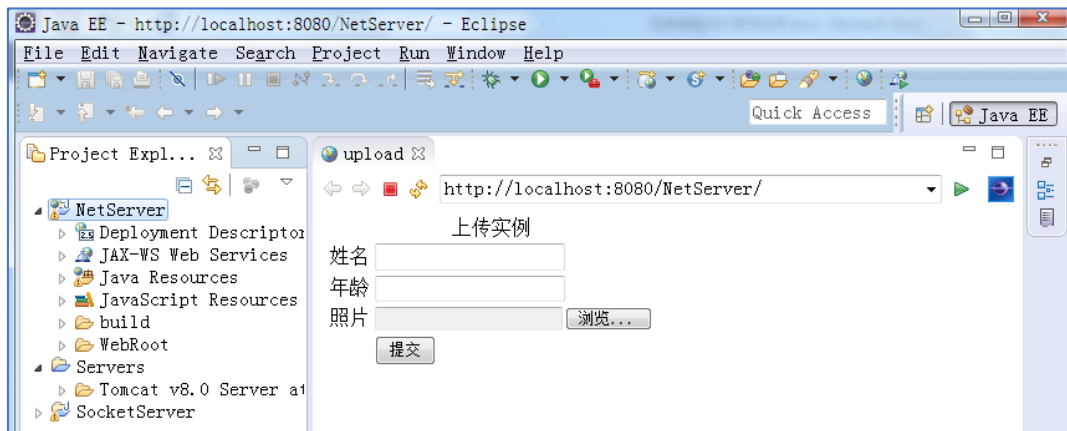 Java EE - http://localhost:8080/NetServer/ - Eclipse
File Edit Navigate Search Project Run Window Help
Quick Access
Java EE
Project Expl...
upload
http://localhost:8080/NetServer/
NetServer
Deployment Descriptor
JAX-WS Web Services
Java Resources
JavaScript Resources
build
WebRoot
Servers
Tomcat v8.0 Server at
SocketServer
上传实例
姓名
年龄
照片 浏览...
提交